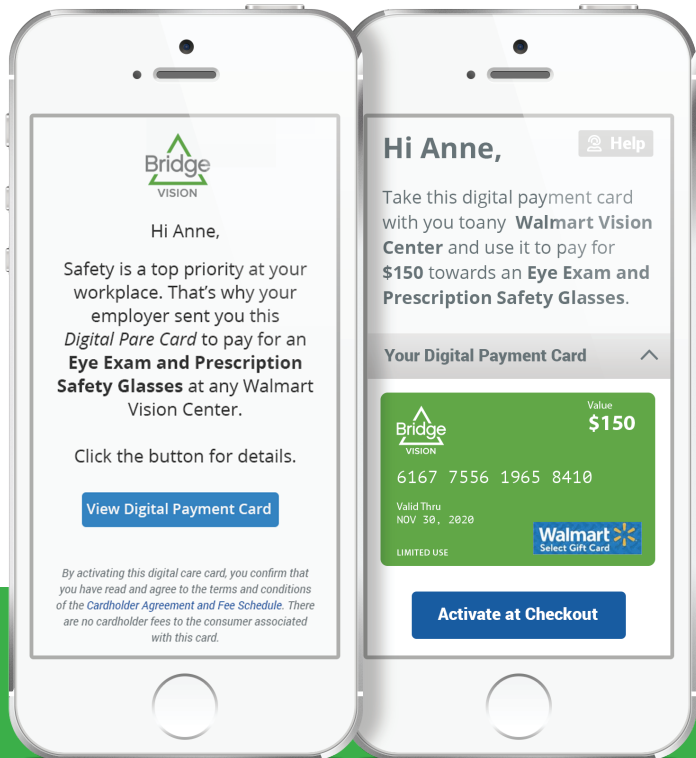 Bridge
VISION
Hi Anne,
Safety is a top priority at your
workplace. That's why your
employer sent you this
Digital Pare Card to pay for an
Eye Exam and Prescription
Safety Glasses at any Walmart
Vision Center.
Click the button for details.
View Digital Payment Card
By activating this digital care card, you confirm that
you have read and agree to the terms and conditions
of the Cardholder Agreement and Fee Schedule. There
are no cardholder fees to the consumer associated
with this card.
Hi Anne,
Help
Take this digital payment card
with you toany Walmart Vision
Center and use it to pay for
$150 towards an Eye Exam and
Prescription Safety Glasses.
Your Digital Payment Card
Bridge
VISION
Value
$150
6167 7556 1965 8410
Valid Thru
NOV 30, 2020
LIMITED USE
Walmart
Select Gift Card
Activate at Checkout